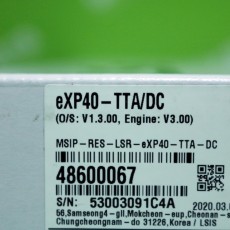 eXP40-TTA/DC
(O/S: V1.3.00, Engine: V3.00)
MSIP-RES-LSR-eXP40-TTA-DC
48600067
S/N: 53003091C4A
2020.03.
56,Samseong4-gil,Mokcheon-eup,Cheonan-s
Chungcheongnam-do 31226,Korea / LSIS